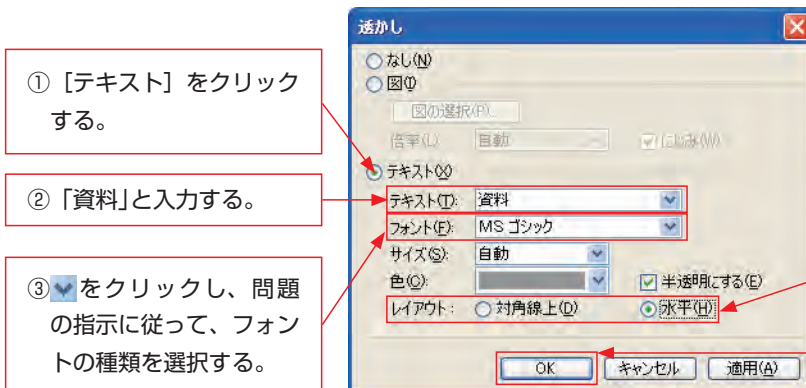 透かし
なし(N)
図(I)
図の選択(P)...
倍率(L): 自動 にじみ(W)
① [テキスト] をクリック
する。
テキスト(X)
② 「資料」と入力する。
テキスト(T): 資料
フォント(F): MS ゴシック
サイズ(S): 自動
色(C): 半透明にする(E)
レイアウト: 対角線上(D) 水平(H)
③ をクリックし、問題
の指示に従って、フォン
トの種類を選択する。
OK キャンセル 適用(A)